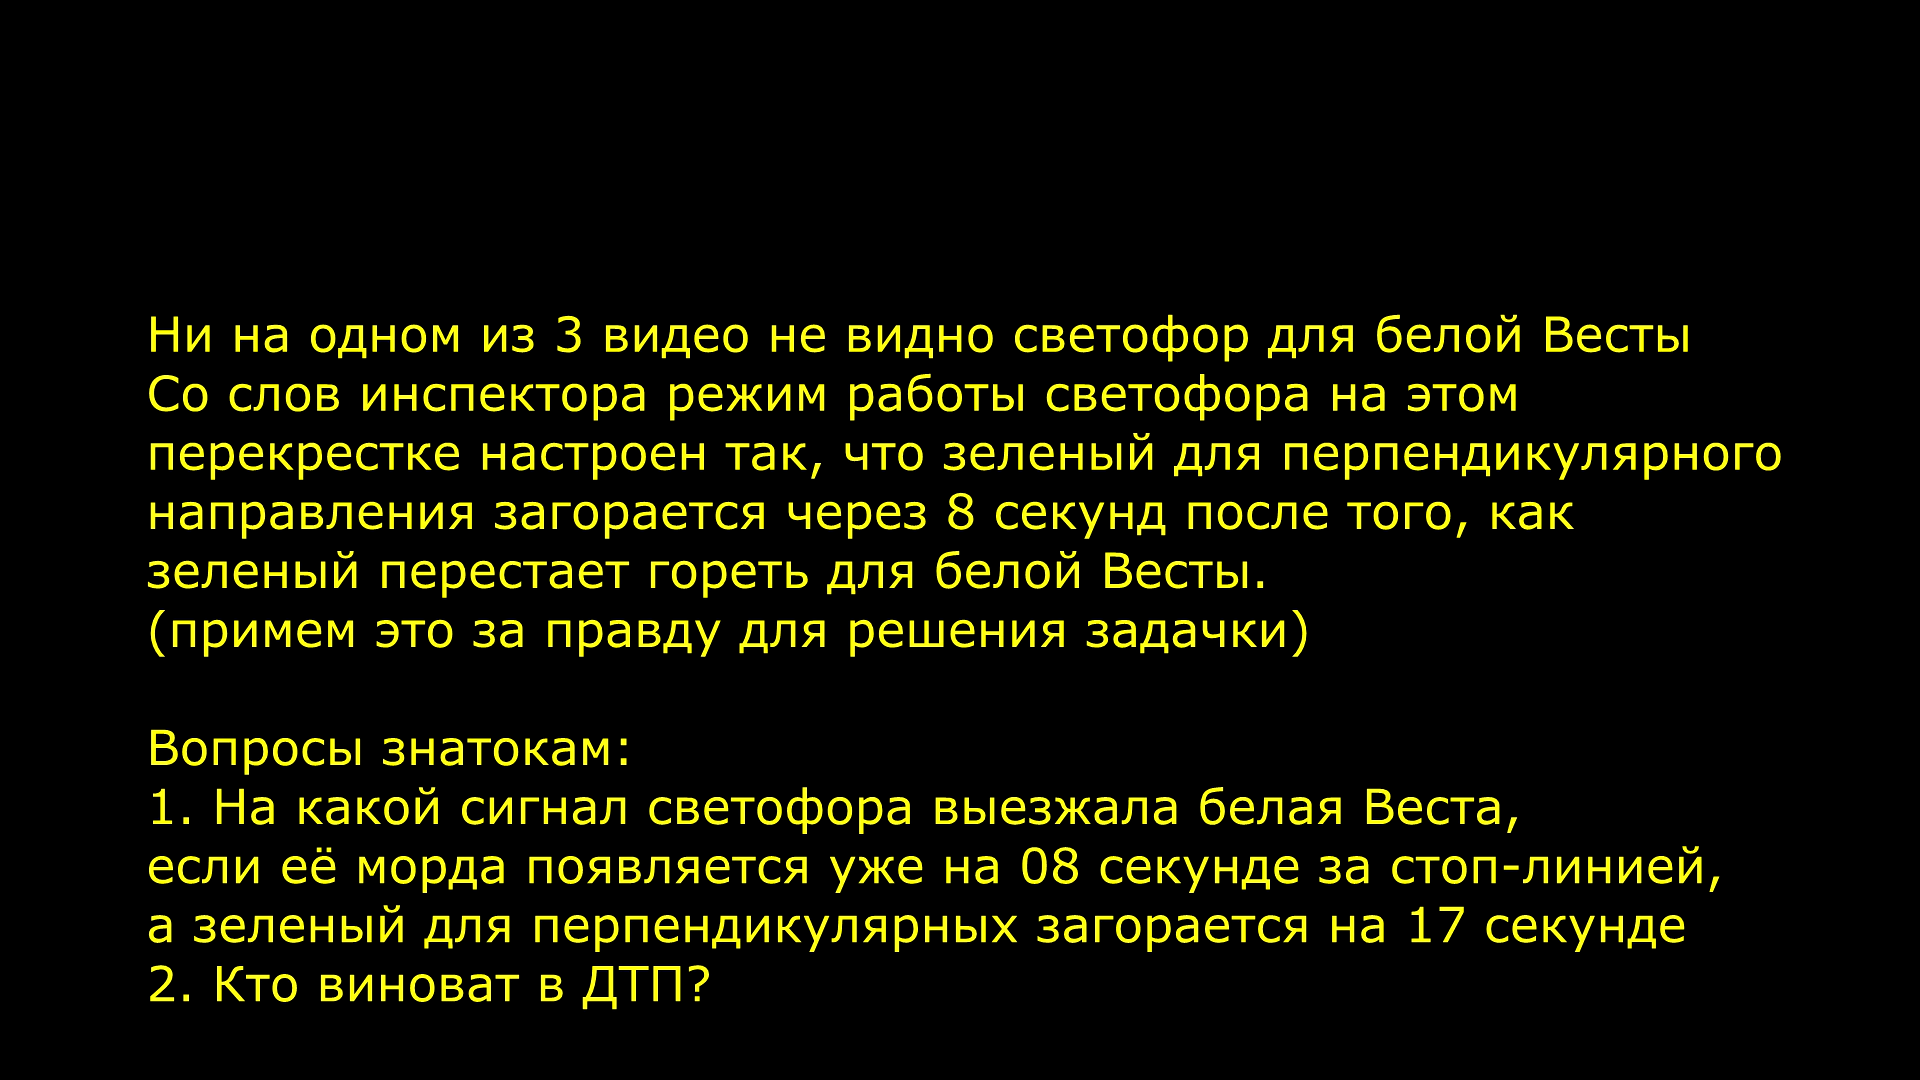 Ни на одном из 3 видео не видно светофор для белой Весты
Со слов инспектора режим работы светофора на этом
перекрестке настроен так, что зеленый для перпендикулярного
направления загорается через 8 секунд после того, как
зеленый перестает гореть для белой Весты.
(примем это за правду для решения задачки)
Вопросы знатокам:
1. На какой сигнал светофора выезжала белая Веста,
если её морда появляется уже на 08 секунде за стоп-линией,
а зеленый для перпендикулярных загорается на 17 секунде
2. Кто виноват в ДТП?